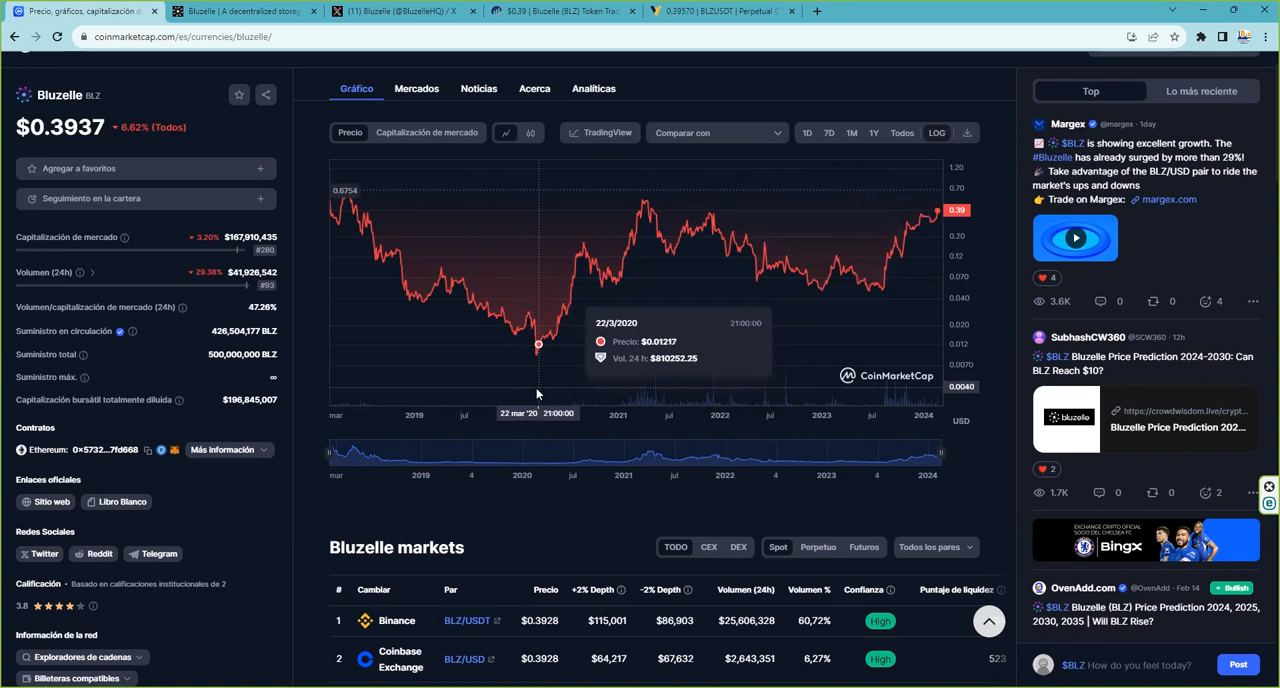 Precio, gráficos, capitalización d
Bluzelle | A decentralized storag
(11) Bluzelle (@BluzelleHQ) / X
$0.39 | Bluzelle (BLZ) Token Trac
0.39570 | BLZUSDT | Perpetual C
coinmarketcap.com/es/currencies/bluzelle/
Bluzelle BLZ
$0.3937 6.62% (Todos)
Agregar a favoritos
Seguimiento en la cartera
Capitalización de mercado 3.20% $167,910,435
#280
Volumen (24h) 29.38% $41,926,542
#93
Volumen/capitalización de mercado (24h) 47.26%
Suministro en circulación 426,504,177 BLZ
Suministro total 500,000,000 BLZ
Suministro máx. ∞
Capitalización bursátil totalmente diluida $196,845,007
Contratos
Ethereum: 0x5732...7fd668 Más información
Enlaces oficiales
Sitio web Libro Blanco
Redes Sociales
Twitter Reddit Telegram
Calificación · Basado en calificaciones institucionales de 2
3.8
Información de la red
Exploradores de cadenas
Billeteras compatibles
Gráfico Mercados Noticias Acerca Analíticas
Precio Capitalización de mercado TradingView Comparar con 1D 7D 1M 1Y Todos LOG
0.6754
1.20
0.70
0.39
0.20
0.12
0.070
0.040
0.020
0.012
0.0070
0.0040
USD
22/3/2020 21:00:00
Precio: $0.01217
Vol. 24 h: $810252.25
CoinMarketCap
mar 2019 jul 22 mar '20 21:00:00 2021 jul 2022 jul 2023 jul 2024
mar 2019 4 2020 jul 2021 jul 2022 4 2023 4 2024
Bluzelle markets
TODO CEX DEX Spot Perpetuo Futuros Todos los pares
# Cambiar Par Precio +2% Depth -2% Depth Volumen (24h) Volumen % Confianza Puntaje de liquidez
1 Binance BLZ/USDT $0.3928 $115,001 $86,903 $25,606,328 60,72% High
2 Coinbase Exchange BLZ/USD $0.3928 $64,217 $67,632 $2,643,351 6,27% High 523
Top Lo más reciente
Margex @margex · 1day
$BLZ is showing excellent growth. The
#Bluzelle has already surged by more than 29%!
Take advantage of the BLZ/USD pair to ride the
market's ups and downs
Trade on Margex: margex.com
4
3.6K 0 0 4
SubhashCW360 @SCW360 · 12h
$BLZ Bluzelle Price Prediction 2024-2030: Can
BLZ Reach $10?
bluzelle
https://crowdwisdom.live/crypt...
Bluzelle Price Prediction 202...
2
1.7K 0 0 2
EXCHANGE CRIPTO OFICIAL
SOCIO DEL CHELSEA FC
BingX
OvenAdd.com @OvenAdd · Feb 14 Bullish
$BLZ Bluzelle (BLZ) Price Prediction 2024, 2025,
2030, 2035 | Will BLZ Rise?
$BLZ How do you feel today? Post